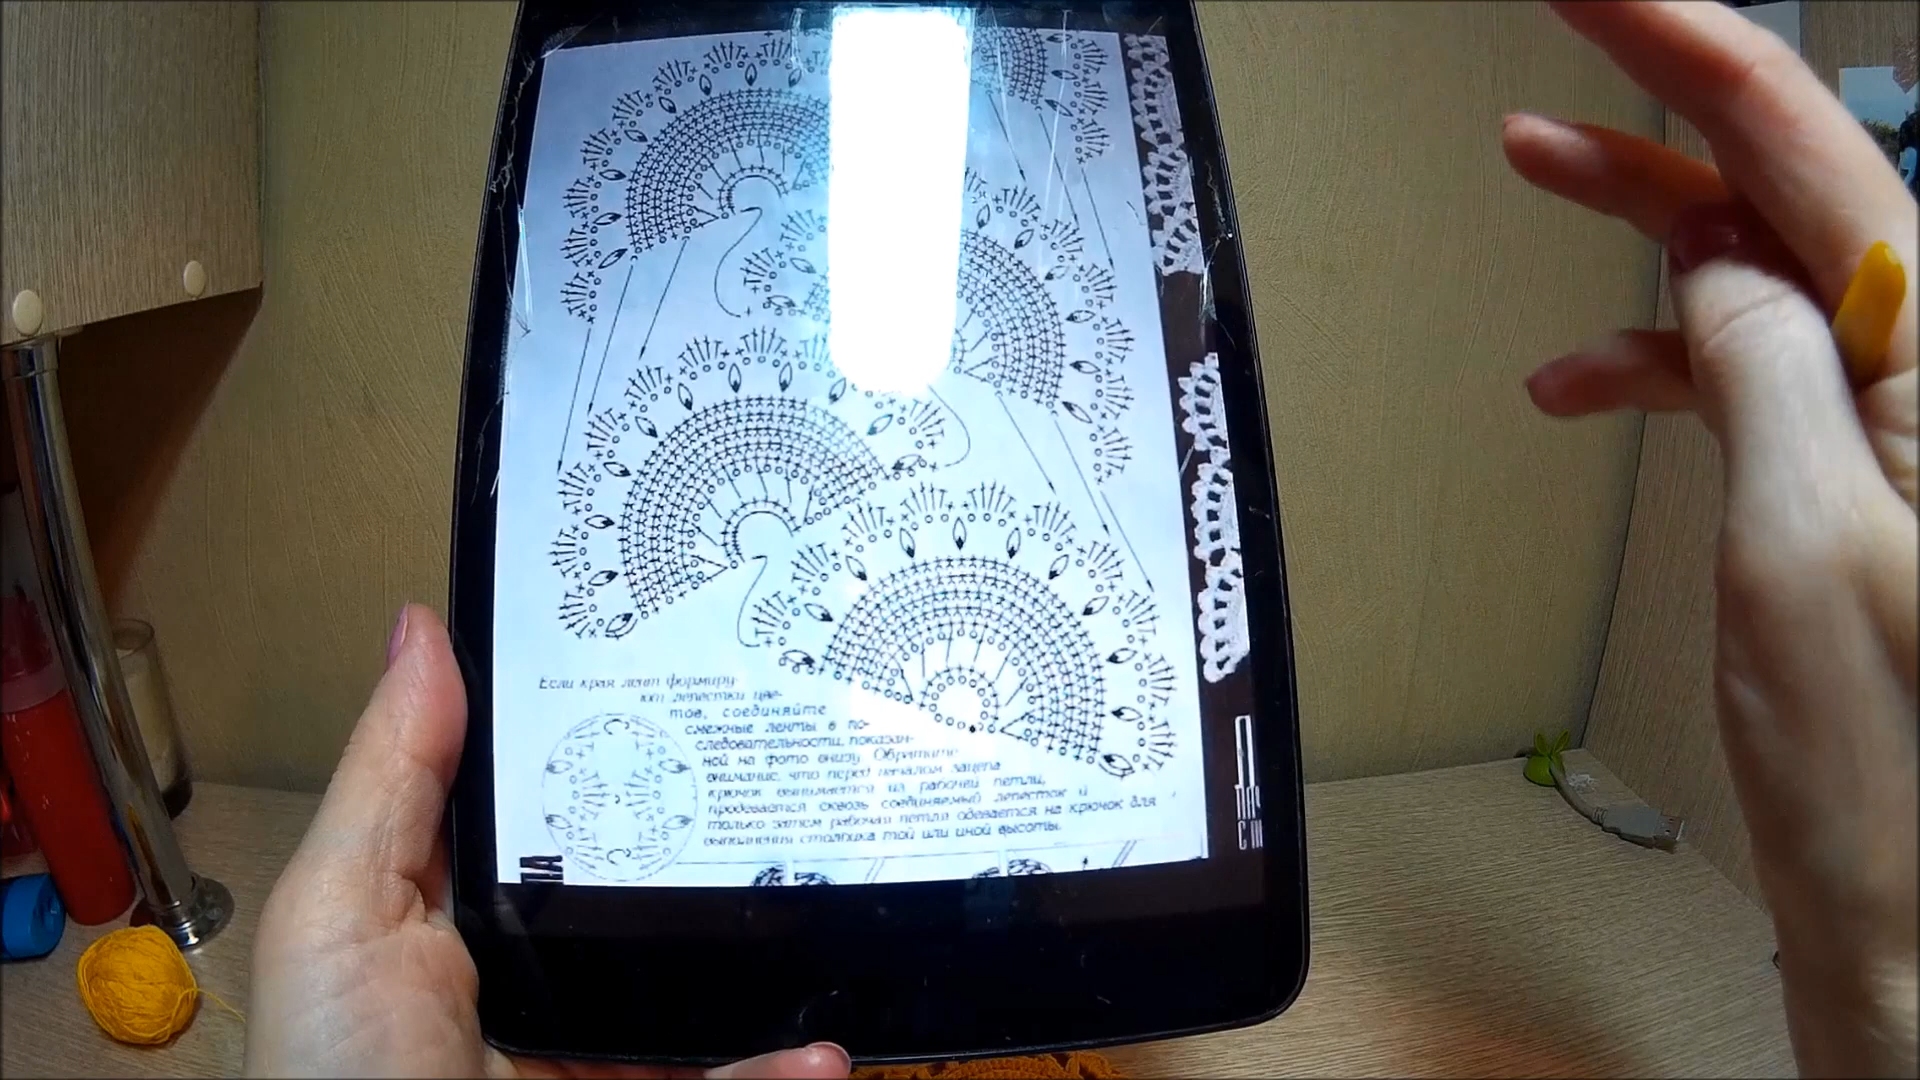 Если края лент формиру-
ют лепестки цве-
тов, соединяйте
смежные ленты в по-
следовательности, показан-
ной на фото внизу. Обратите
внимание, что перед началом зацепа
крючок вынимается из рабочей петли,
продевается сквозь соединяемый лепесток и
только затем рабочая петля одевается на крючок для
выполнения столбика той или иной высоты.